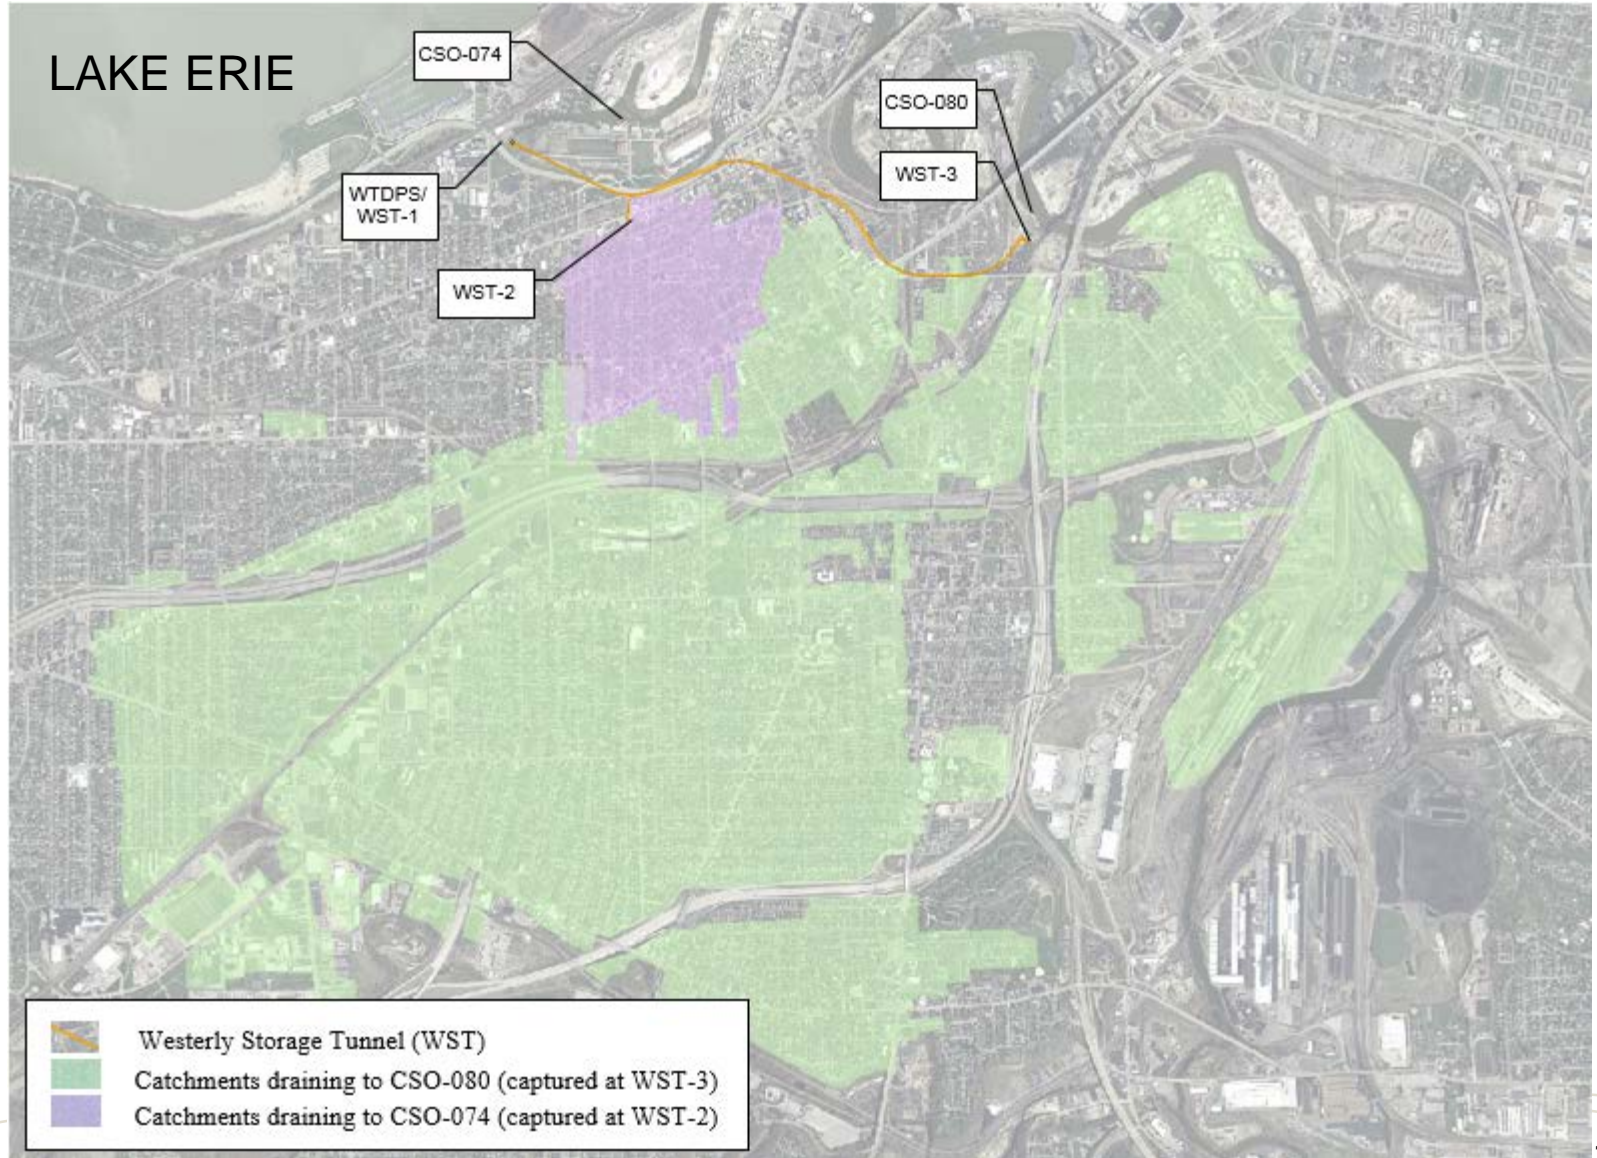 LAKE ERIE
CSO-074
CSO-080
WST-3
WTDPS/
WST-1
WST-2
Westerly Storage Tunnel (WST)
Catchments draining to CSO-080 (captured at WST-3)
Catchments draining to CSO-074 (captured at WST-2)